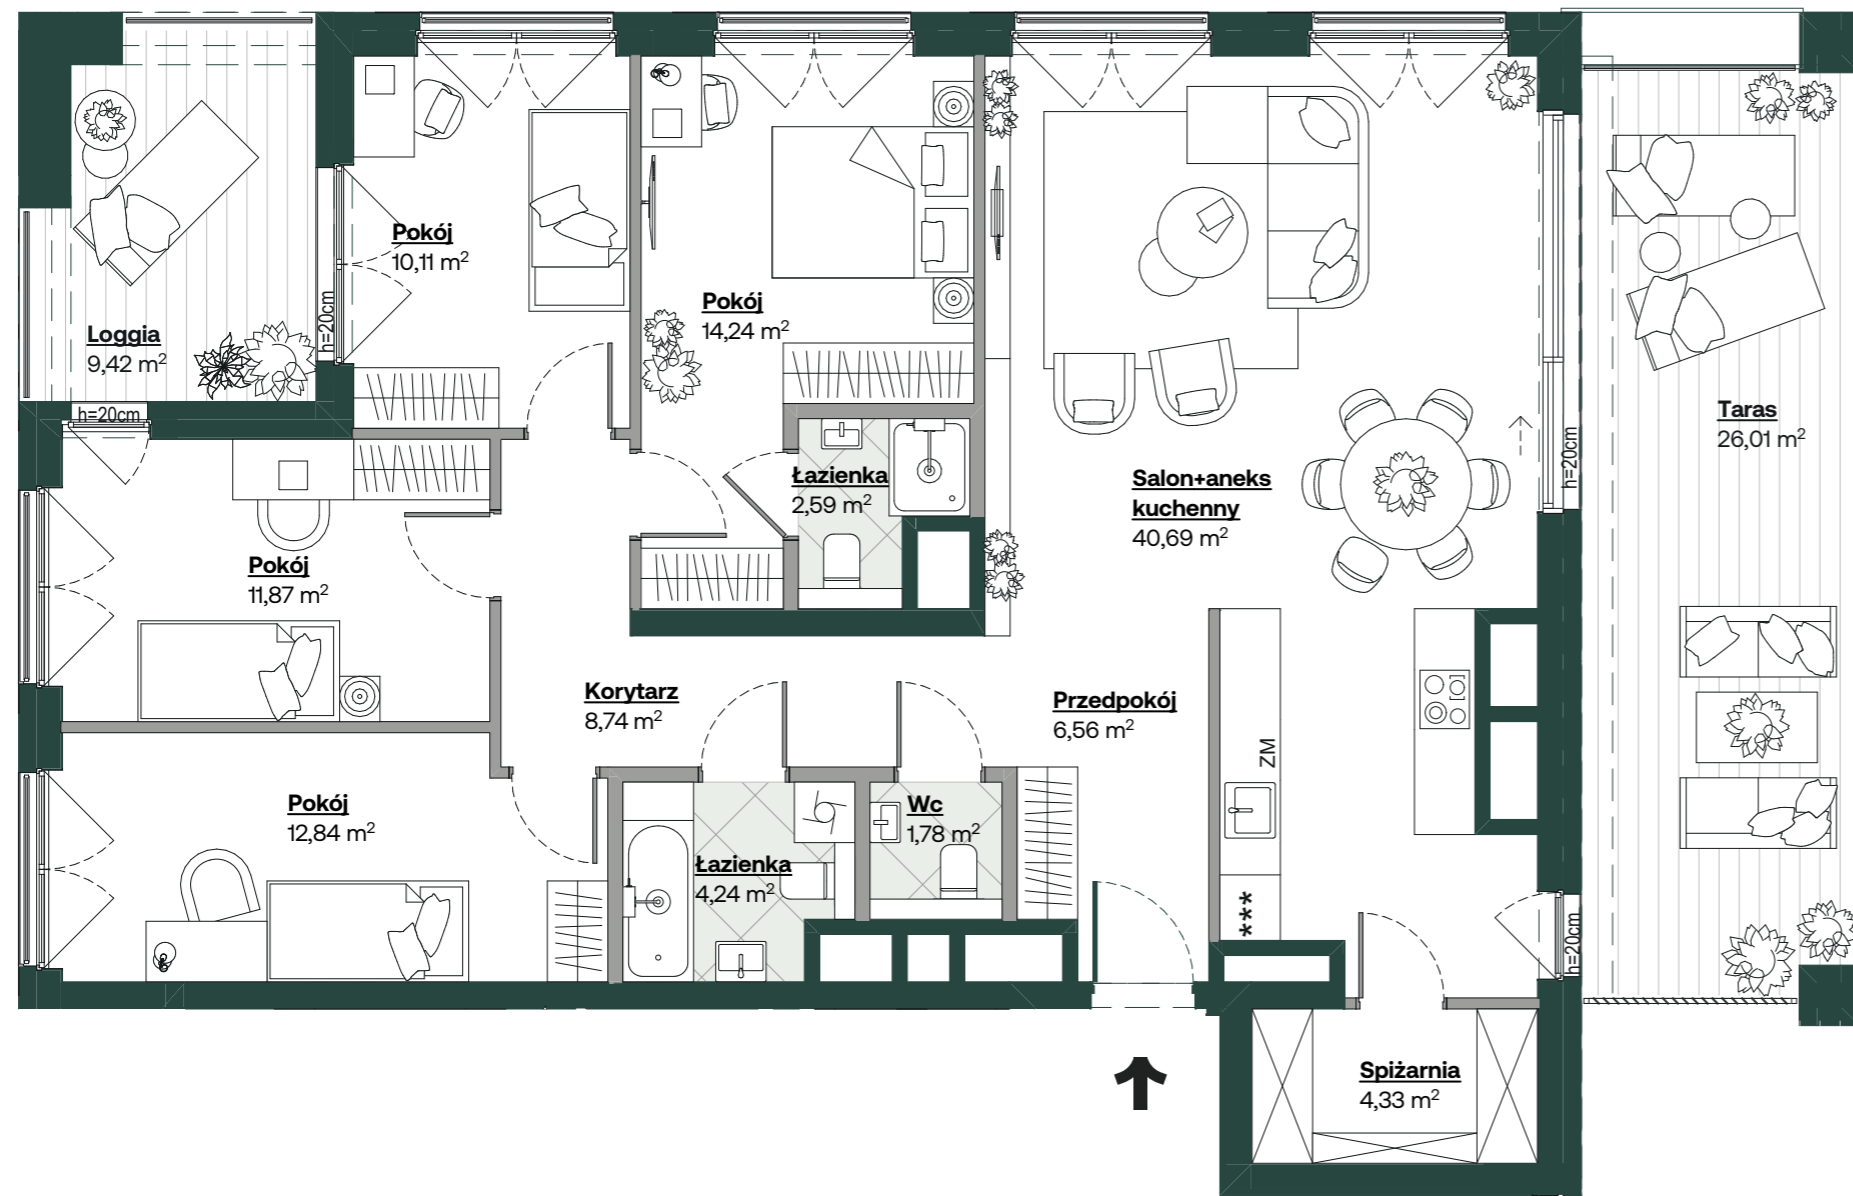 Pokój
10,11 m²
Pokój
14,24 m²
Loggia
9,42 m²
h=20cm
h=20cm
Łazienka
2,59 m²
Salon+aneks
kuchenny
40,69 m²
Taras
26,01 m²
h=20cm
Pokój
11,87 m²
Korytarz
8,74 m²
Przedpokój
6,56 m²
ZM
Pokój
12,84 m²
Łazienka
4,24 m²
Wc
1,78 m²
***
h=20cm
Spiżarnia
4,33 m²